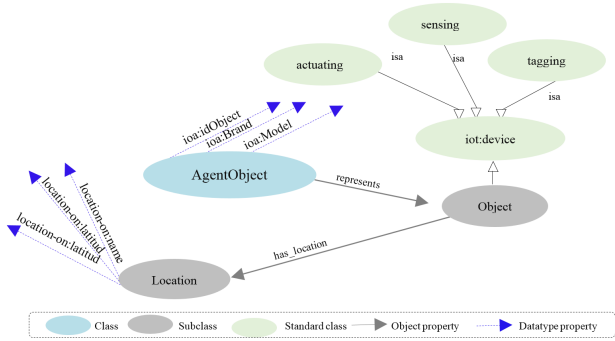 sensing
actuating
isa
isa
tagging
isa
ioa:idObject
ioa:Brand
ioa:Model
iot:device
AgentObject
represents
Object
location-on:name
location-on:latitud
location-on:latitud
has_location
Location
Class
Subclass
Standard class
Object property
Datatype property